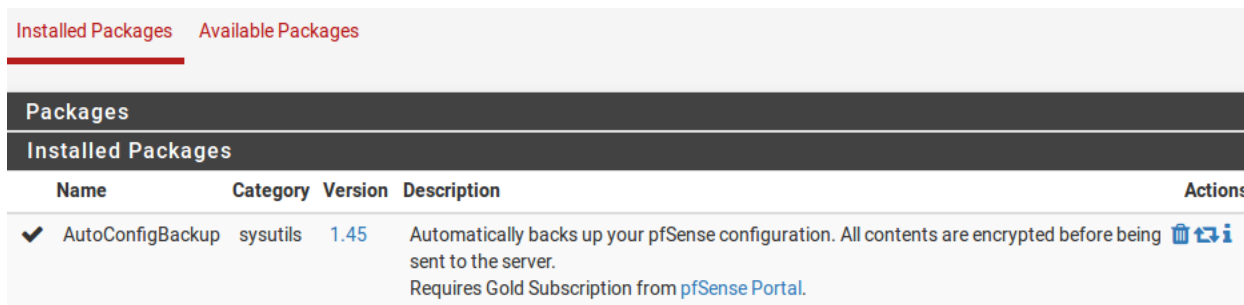 Installed Packages Available Packages
Packages
Installed Packages
Name Category Version Description Actions
AutoConfigBackup sysutils 1.45 Automatically backs up your pfSense configuration. All contents are encrypted before being
sent to the server.
Requires Gold Subscription from pfSense Portal.